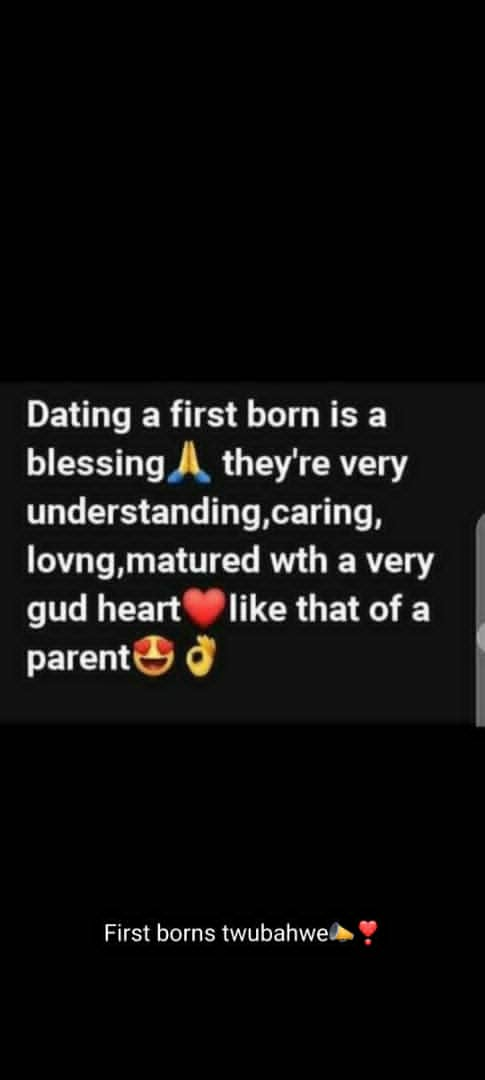 Dating a first born is a
blessing🙏 they're very
understanding,caring,
lovng,matured wth a very
gud heart❤️like that of a
parent😍👌
First borns twubahwe📣❣️